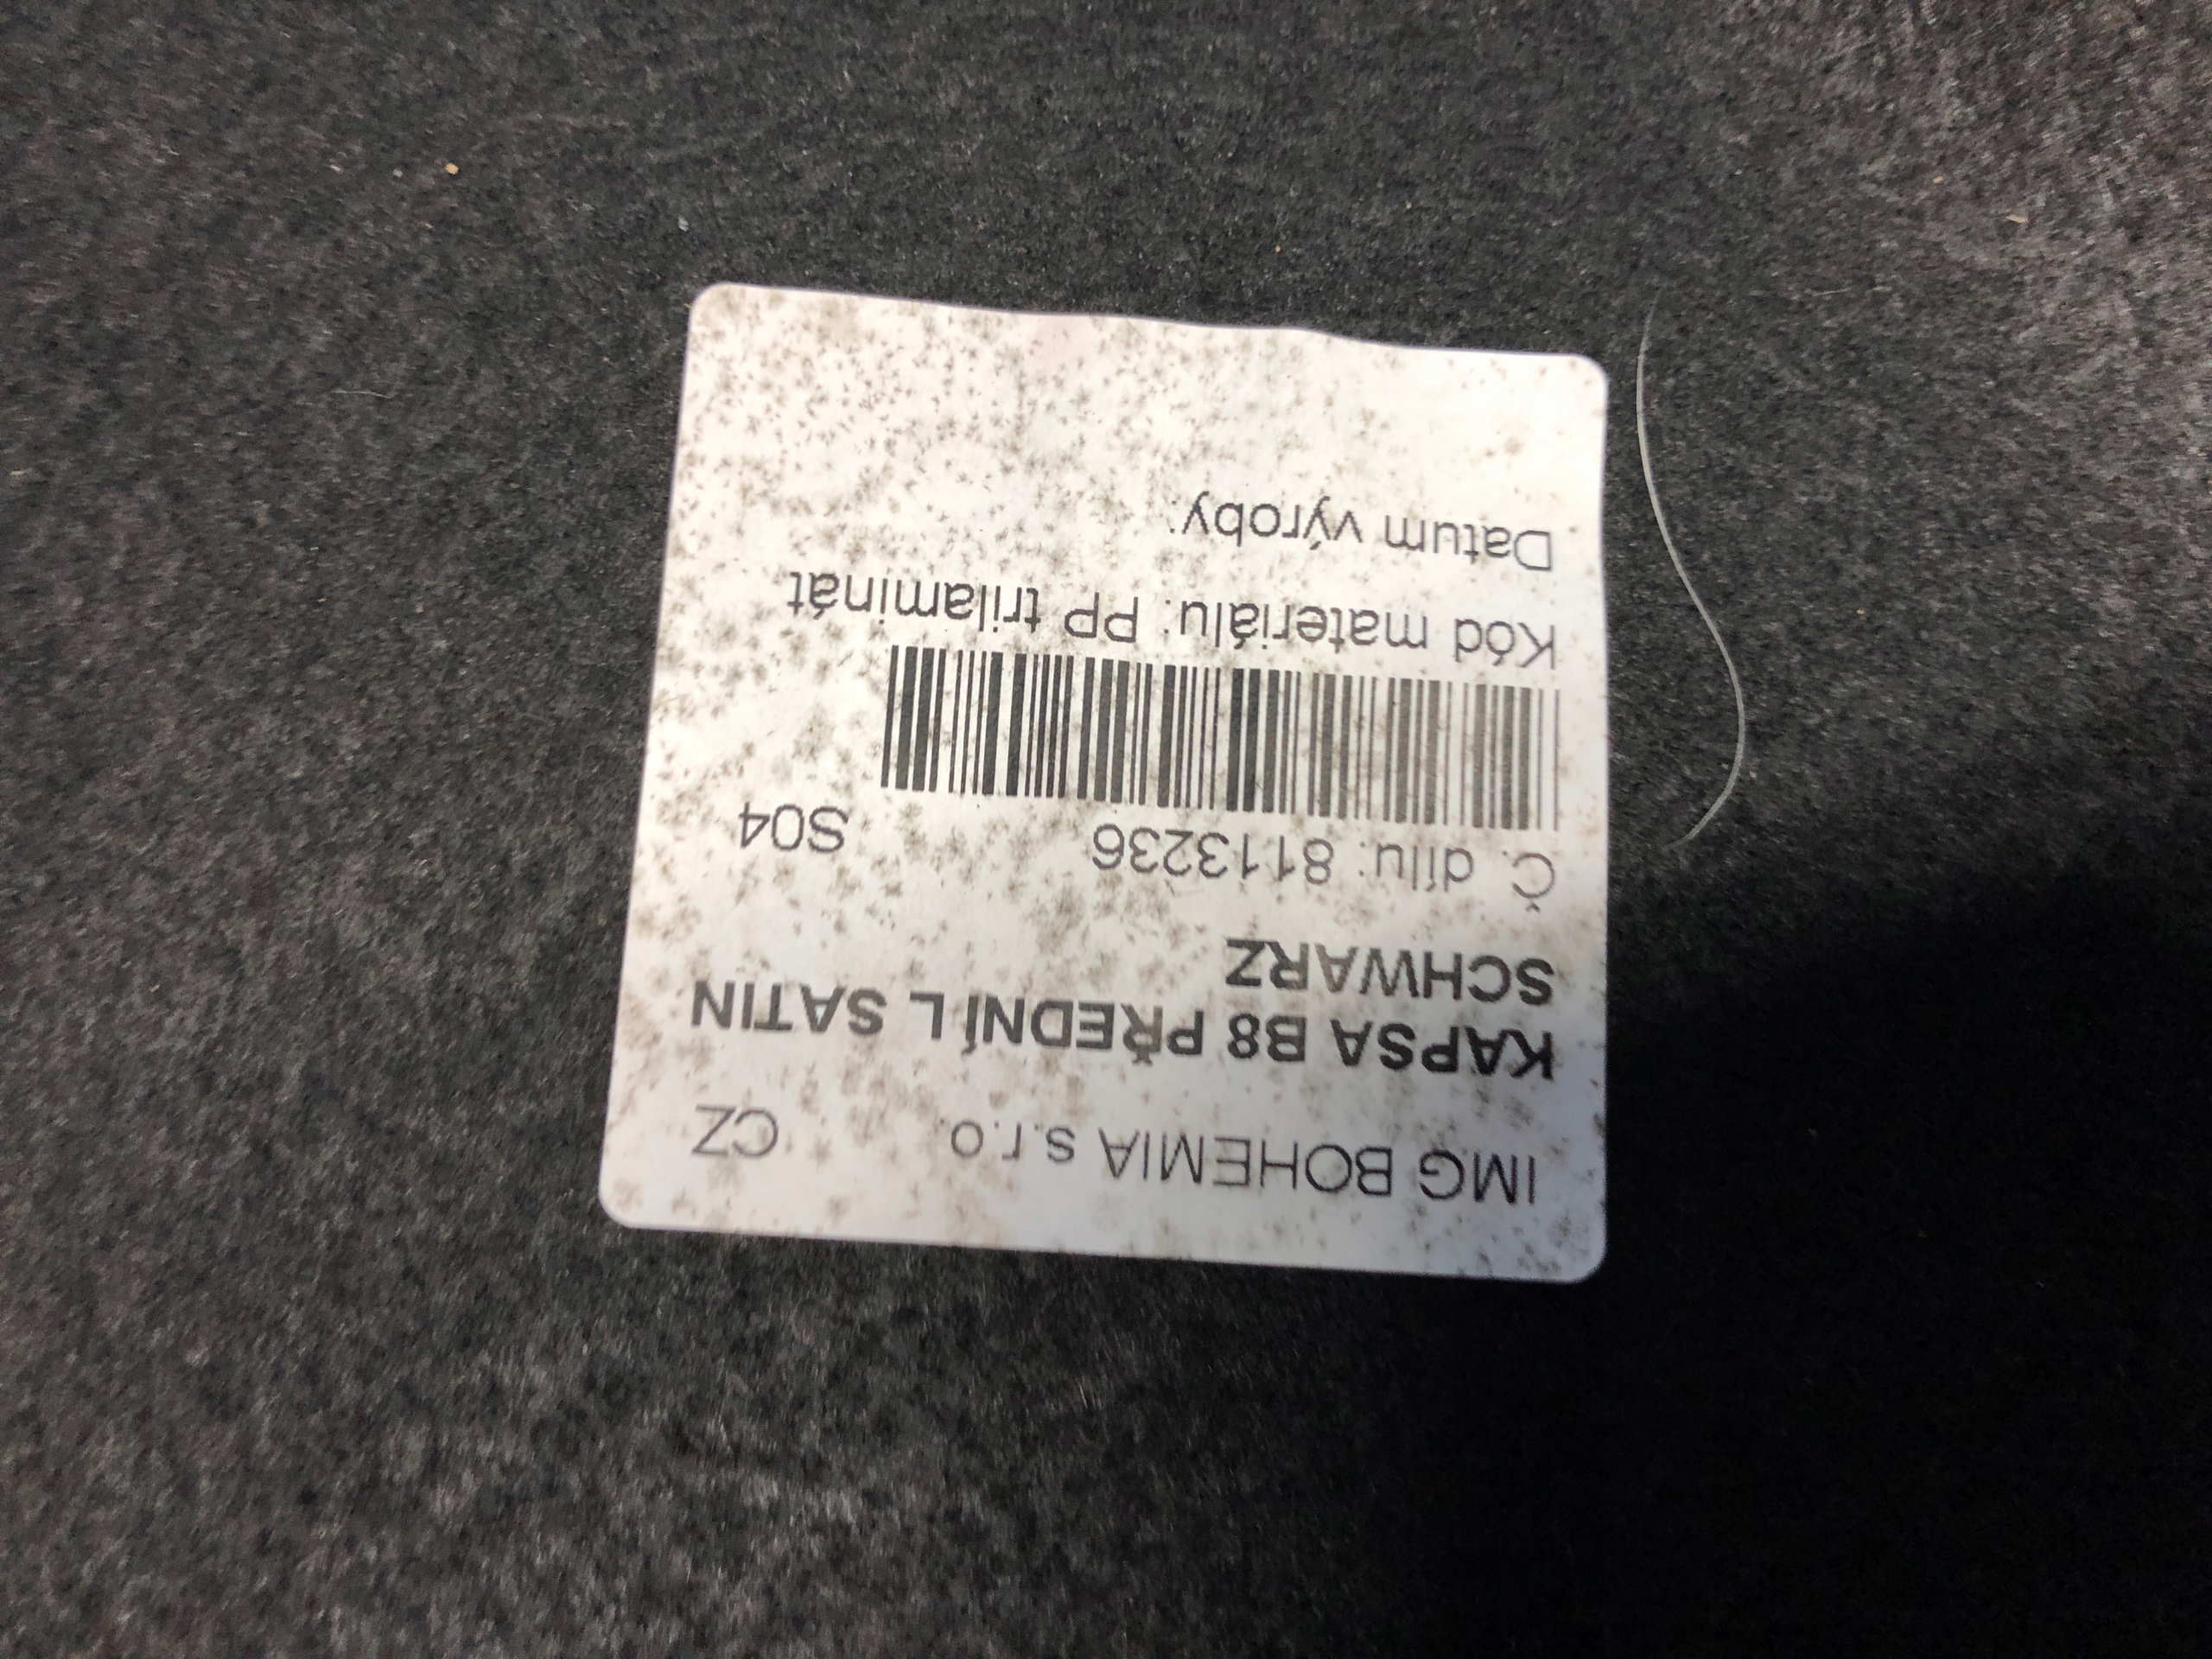 IMG BOHEMIA s.r.o. CZ
KAPSA B8 PŘEDNÍ L SATIN
SCHWARZ
Č. dílu: 8113236 S04
Kód materiálu: PP trilaminát
Datum výroby: